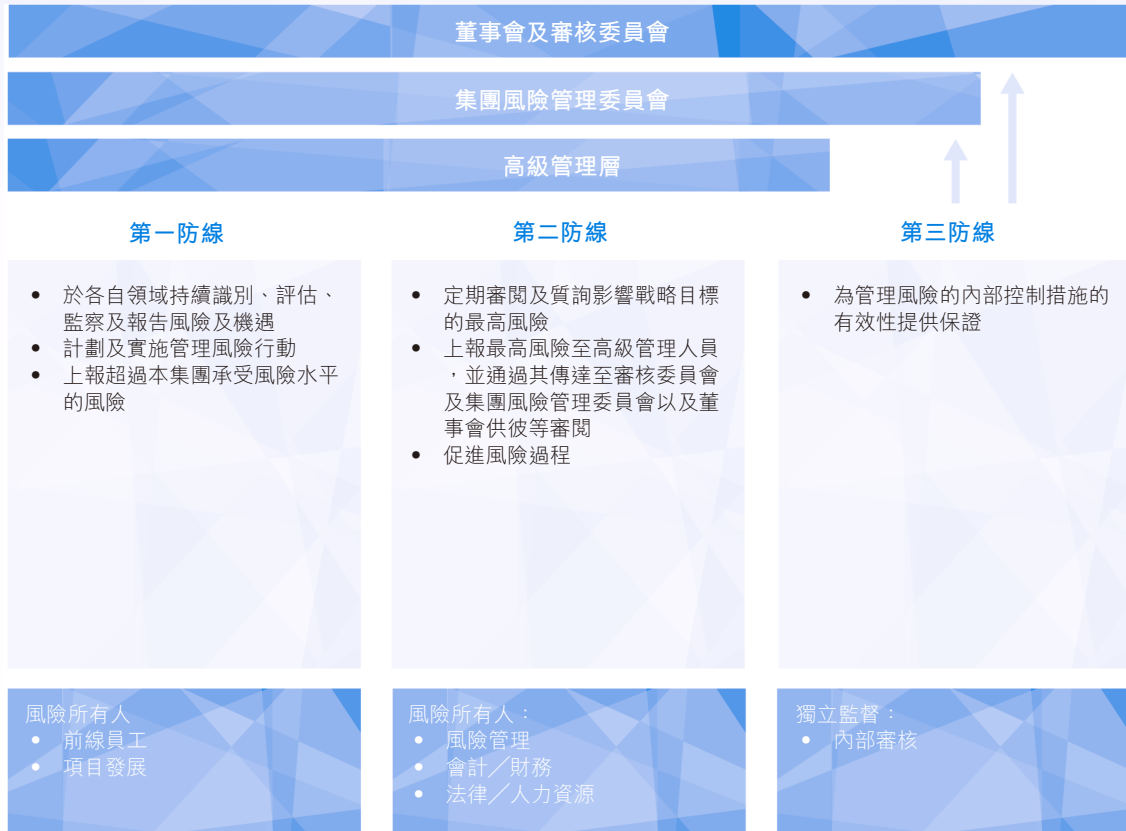 董事會及審核委員會
集團風險管理委員會
高級管理層
第一防線
• 於各自領域持續識別、評估、
監察及報告風險及機遇
• 計劃及實施管理風險行動
• 上報超過本集團承受風險水平
的風險
風險所有人
• 前線員工
• 項目發展
第二防線
• 定期審閱及質詢影響戰略目標
的最高風險
• 上報最高風險至高級管理人員
，並通過其傳達至審核委員會
及集團風險管理委員會以及董
事會供彼等審閱
• 促進風險過程
風險所有人：
• 風險管理
• 會計／財務
• 法律／人力資源
第三防線
• 為管理風險的內部控制措施的
有效性提供保證
獨立監督：
• 內部審核